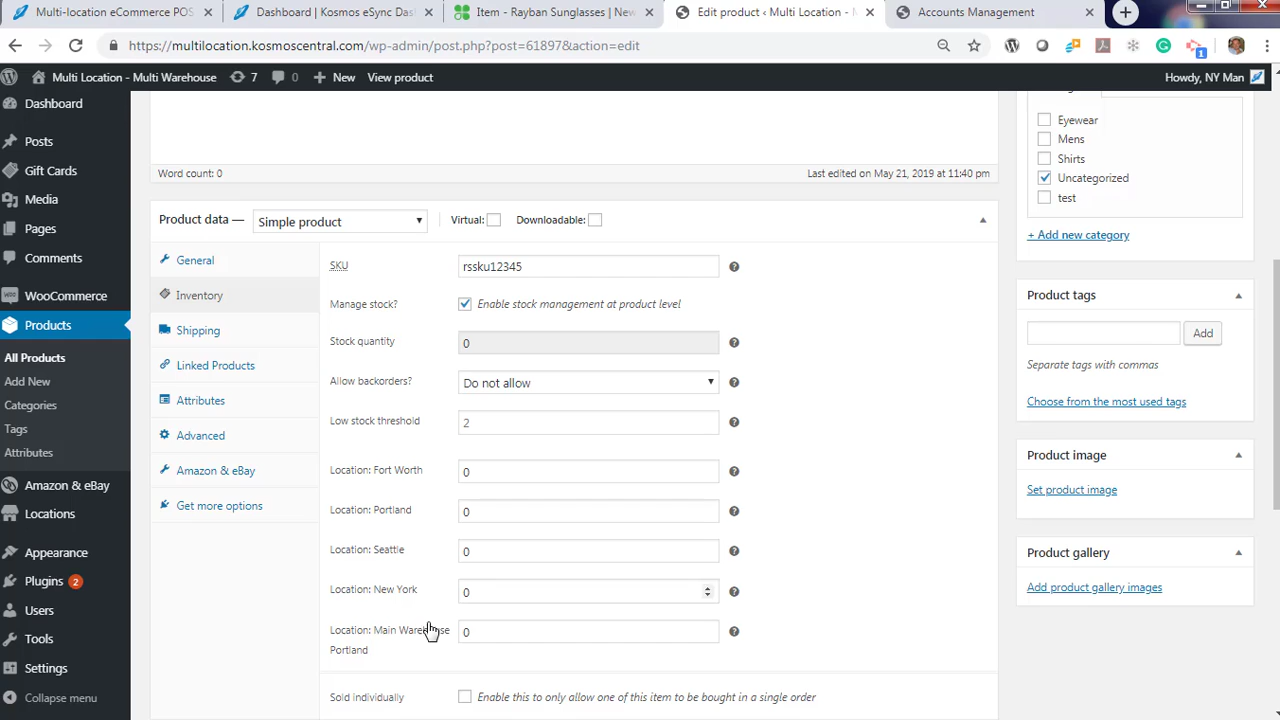 Multi-location eCommerce POS
Dashboard | Kosmos eSync Das
Item - Rayban Sunglasses | New
Edit product ‹ Multi Location -
Accounts Management
https://multilocation.kosmoscentral.com/wp-admin/post.php?post=61897&action=edit
1
Multi Location - Multi Warehouse
7
0
New
View product
Howdy, NY Man
Dashboard
Posts
Gift Cards
Media
Pages
Comments
WooCommerce
Products
All Products
Add New
Categories
Tags
Attributes
Amazon & eBay
Locations
Appearance
Plugins 2
Users
Tools
Settings
Collapse menu
Word count: 0
Last edited on May 21, 2019 at 11:40 pm
Product data —
Simple product
Virtual:
Downloadable:
General
Inventory
Shipping
Linked Products
Attributes
Advanced
Amazon & eBay
Get more options
SKU
rssku12345
Manage stock?
Enable stock management at product level
Stock quantity
0
Allow backorders?
Do not allow
Low stock threshold
2
Location: Fort Worth
0
Location: Portland
0
Location: Seattle
0
Location: New York
0
Location: Main Warehouse
Portland
0
Sold individually
Enable this to only allow one of this item to be bought in a single order
Eyewear
Mens
Shirts
Uncategorized
test
+ Add new category
Product tags
Add
Separate tags with commas
Choose from the most used tags
Product image
Set product image
Product gallery
Add product gallery images